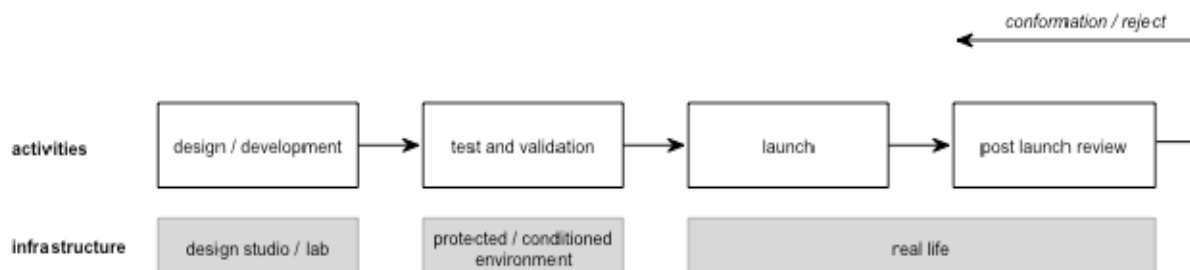 conformation / reject
activities
design / development
test and validation
launch
post launch review
infrastructure
design studio / lab
protected / conditioned
environment
real life